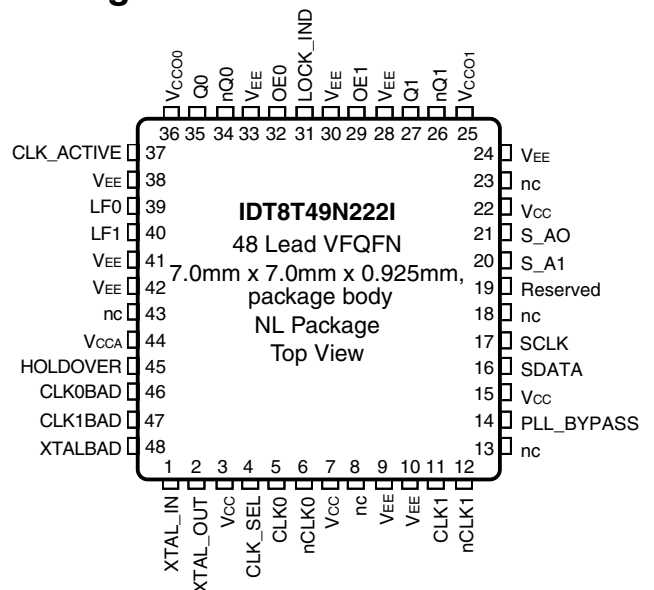 g
VCCO0
Q0
nQ0
VEE
OE0
LOCK_IND
VEE
OE1
VEE
Q1
nQ1
VCCO1
36 35 34 33 32 31 30 29 28 27 26 25
CLK_ACTIVE 37
VEE 38
LF0 39
LF1 40
VEE 41
VEE 42
nc 43
VCCA 44
HOLDOVER 45
CLK0BAD 46
CLK1BAD 47
XTALBAD 48
IDT8T49N222I
48 Lead VFQFN
7.0mm x 7.0mm x 0.925mm,
package body
NL Package
Top View
24 VEE
23 nc
22 VCC
21 S_AO
20 S_A1
19 Reserved
18 nc
17 SCLK
16 SDATA
15 VCC
14 PLL_BYPASS
13 nc
1 2 3 4 5 6 7 8 9 10 11 12
XTAL_IN
XTAL_OUT
VCC
CLK_SEL
CLK0
nCLK0
VCC
nc
VEE
VEE
CLK1
nCLK1